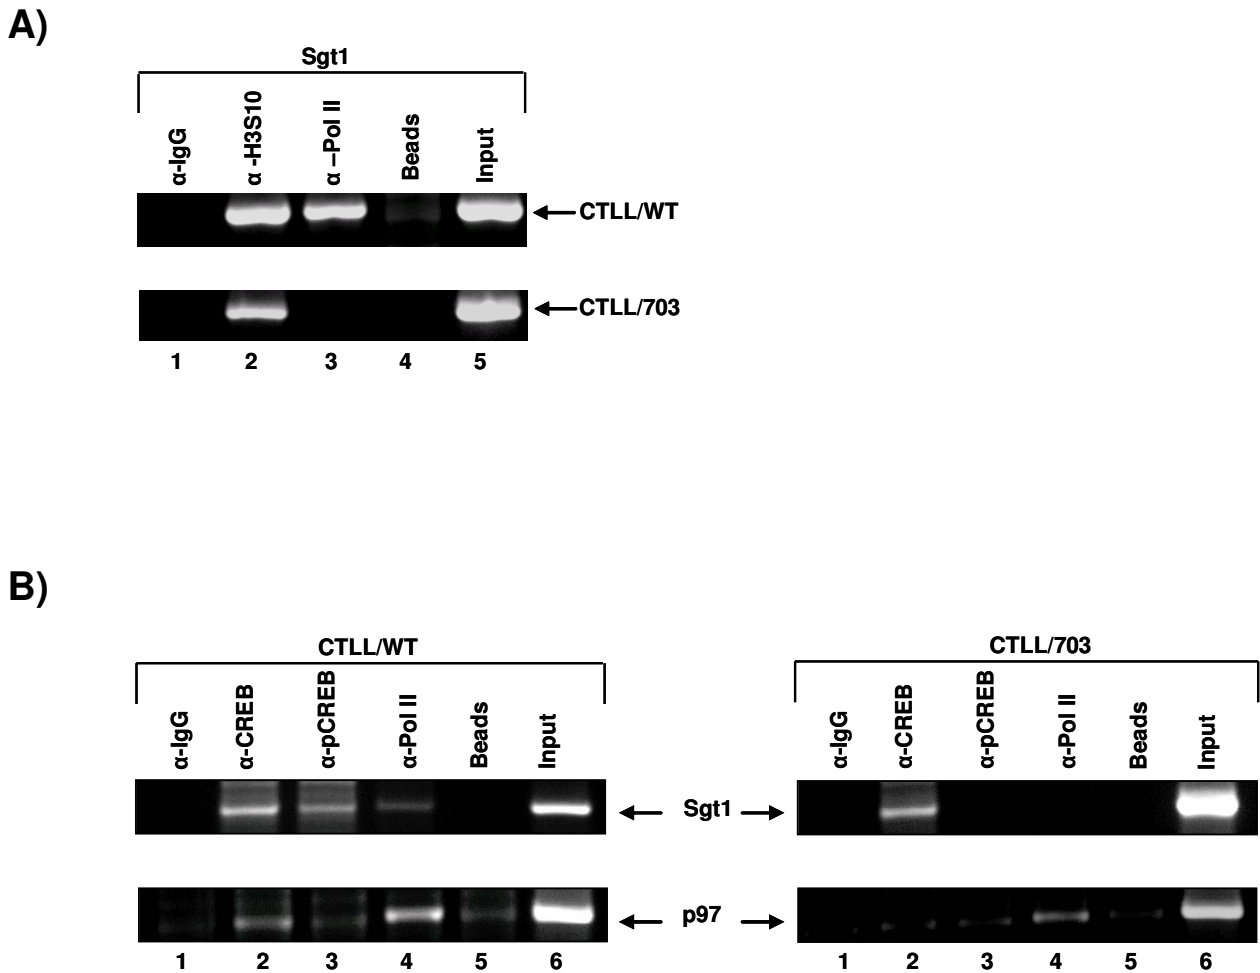 A)
Sgt1
α-IgG
α -H3S10
α –Pol II
Beads
Input
CTLL/WT
CTLL/703
1 2 3 4 5
B)
CTLL/WT
α-IgG
α-CREB
α-pCREB
α-Pol II
Beads
Input
CTLL/703
α-IgG
α-CREB
α-pCREB
α-Pol II
Beads
Input
Sgt1
p97
1 2 3 4 5 6
1 2 3 4 5 6